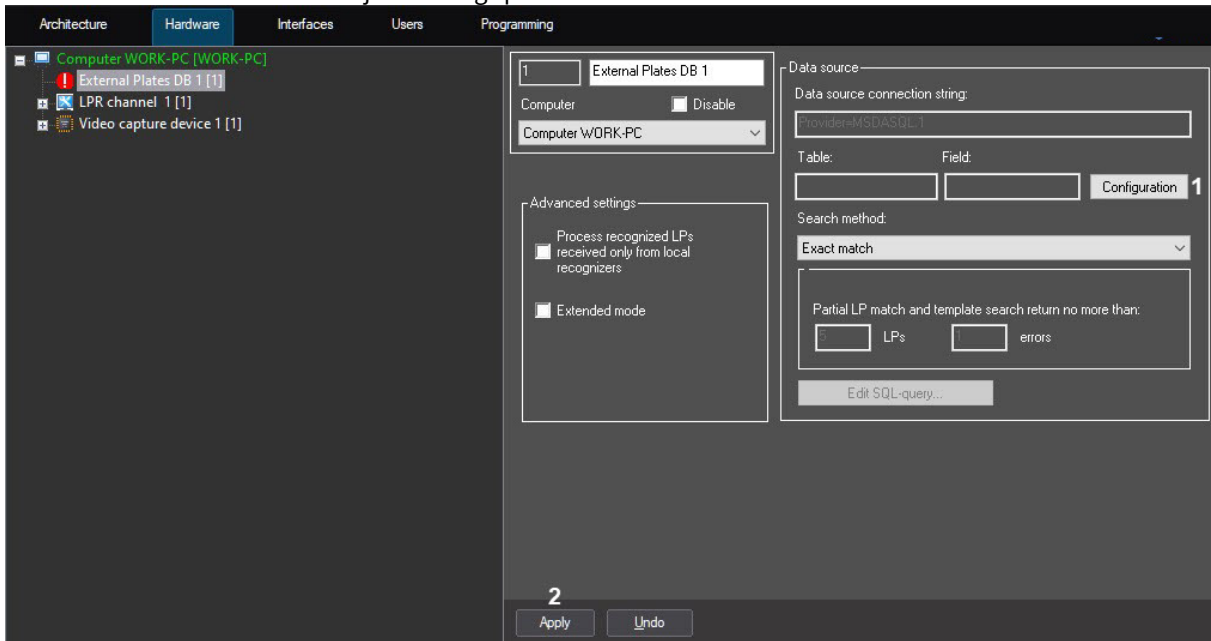 Architecture Hardware Interfaces Users Programming
Computer WORK-PC [WORK-PC]
External Plates DB 1 [1]
LPR channel 1 [1]
Video capture device 1 [1]
1 External Plates DB 1
Computer Disable
Computer WORK-PC
Advanced settings
Process recognized LPs
received only from local
recognizers
Extended mode
Data source
Data source connection string:
Provider=MSDASQL.1
Table: Field:
Configuration 1
Search method:
Exact match
Partial LP match and template search return no more than:
5 LPs 1 errors
Edit SQL-query...
2
Apply Undo